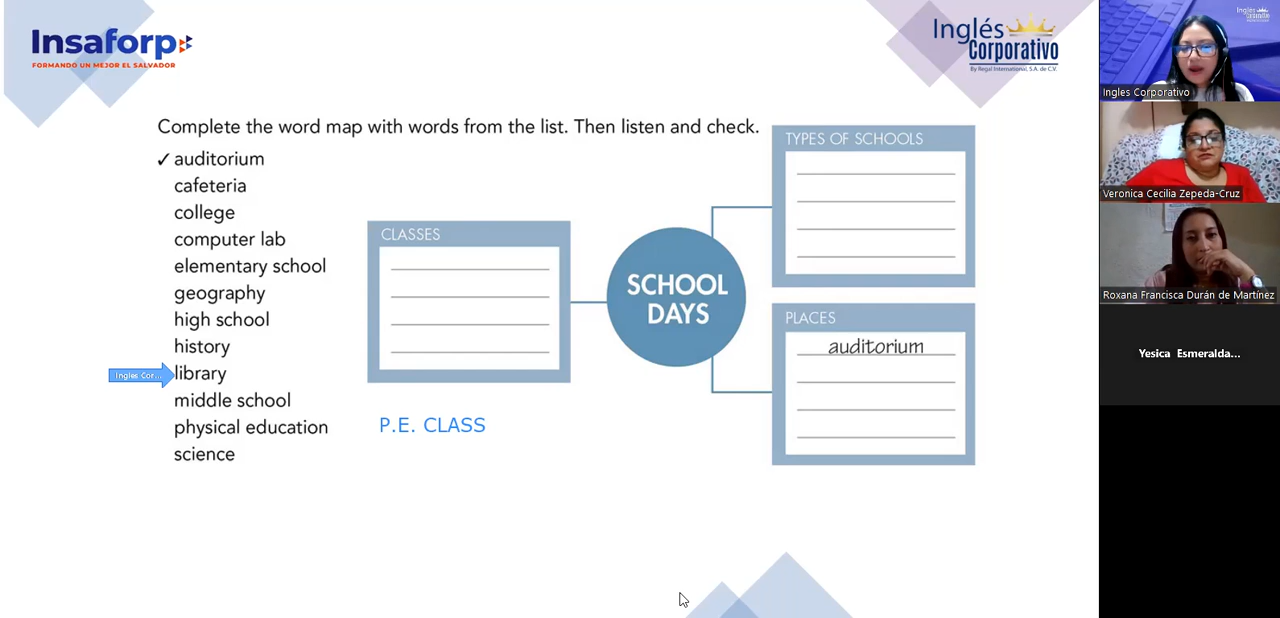 Insaforp
FORMANDO UN MEJOR EL SALVADOR
Inglés
Corporativo
By Regal International, S.A. de C.V.
Complete the word map with words from the list. Then listen and check.
✓ auditorium
cafeteria
college
computer lab
elementary school
geography
high school
history
Ingles Cor...
library
middle school
physical education
science
CLASSES
P.E. CLASS
SCHOOL
DAYS
TYPES OF SCHOOLS
PLACES
auditorium
Ingles Corporativo
Veronica Cecilia Zepeda-Cruz
Roxana Francisca Durán de Martínez
Yesica Esmeralda...